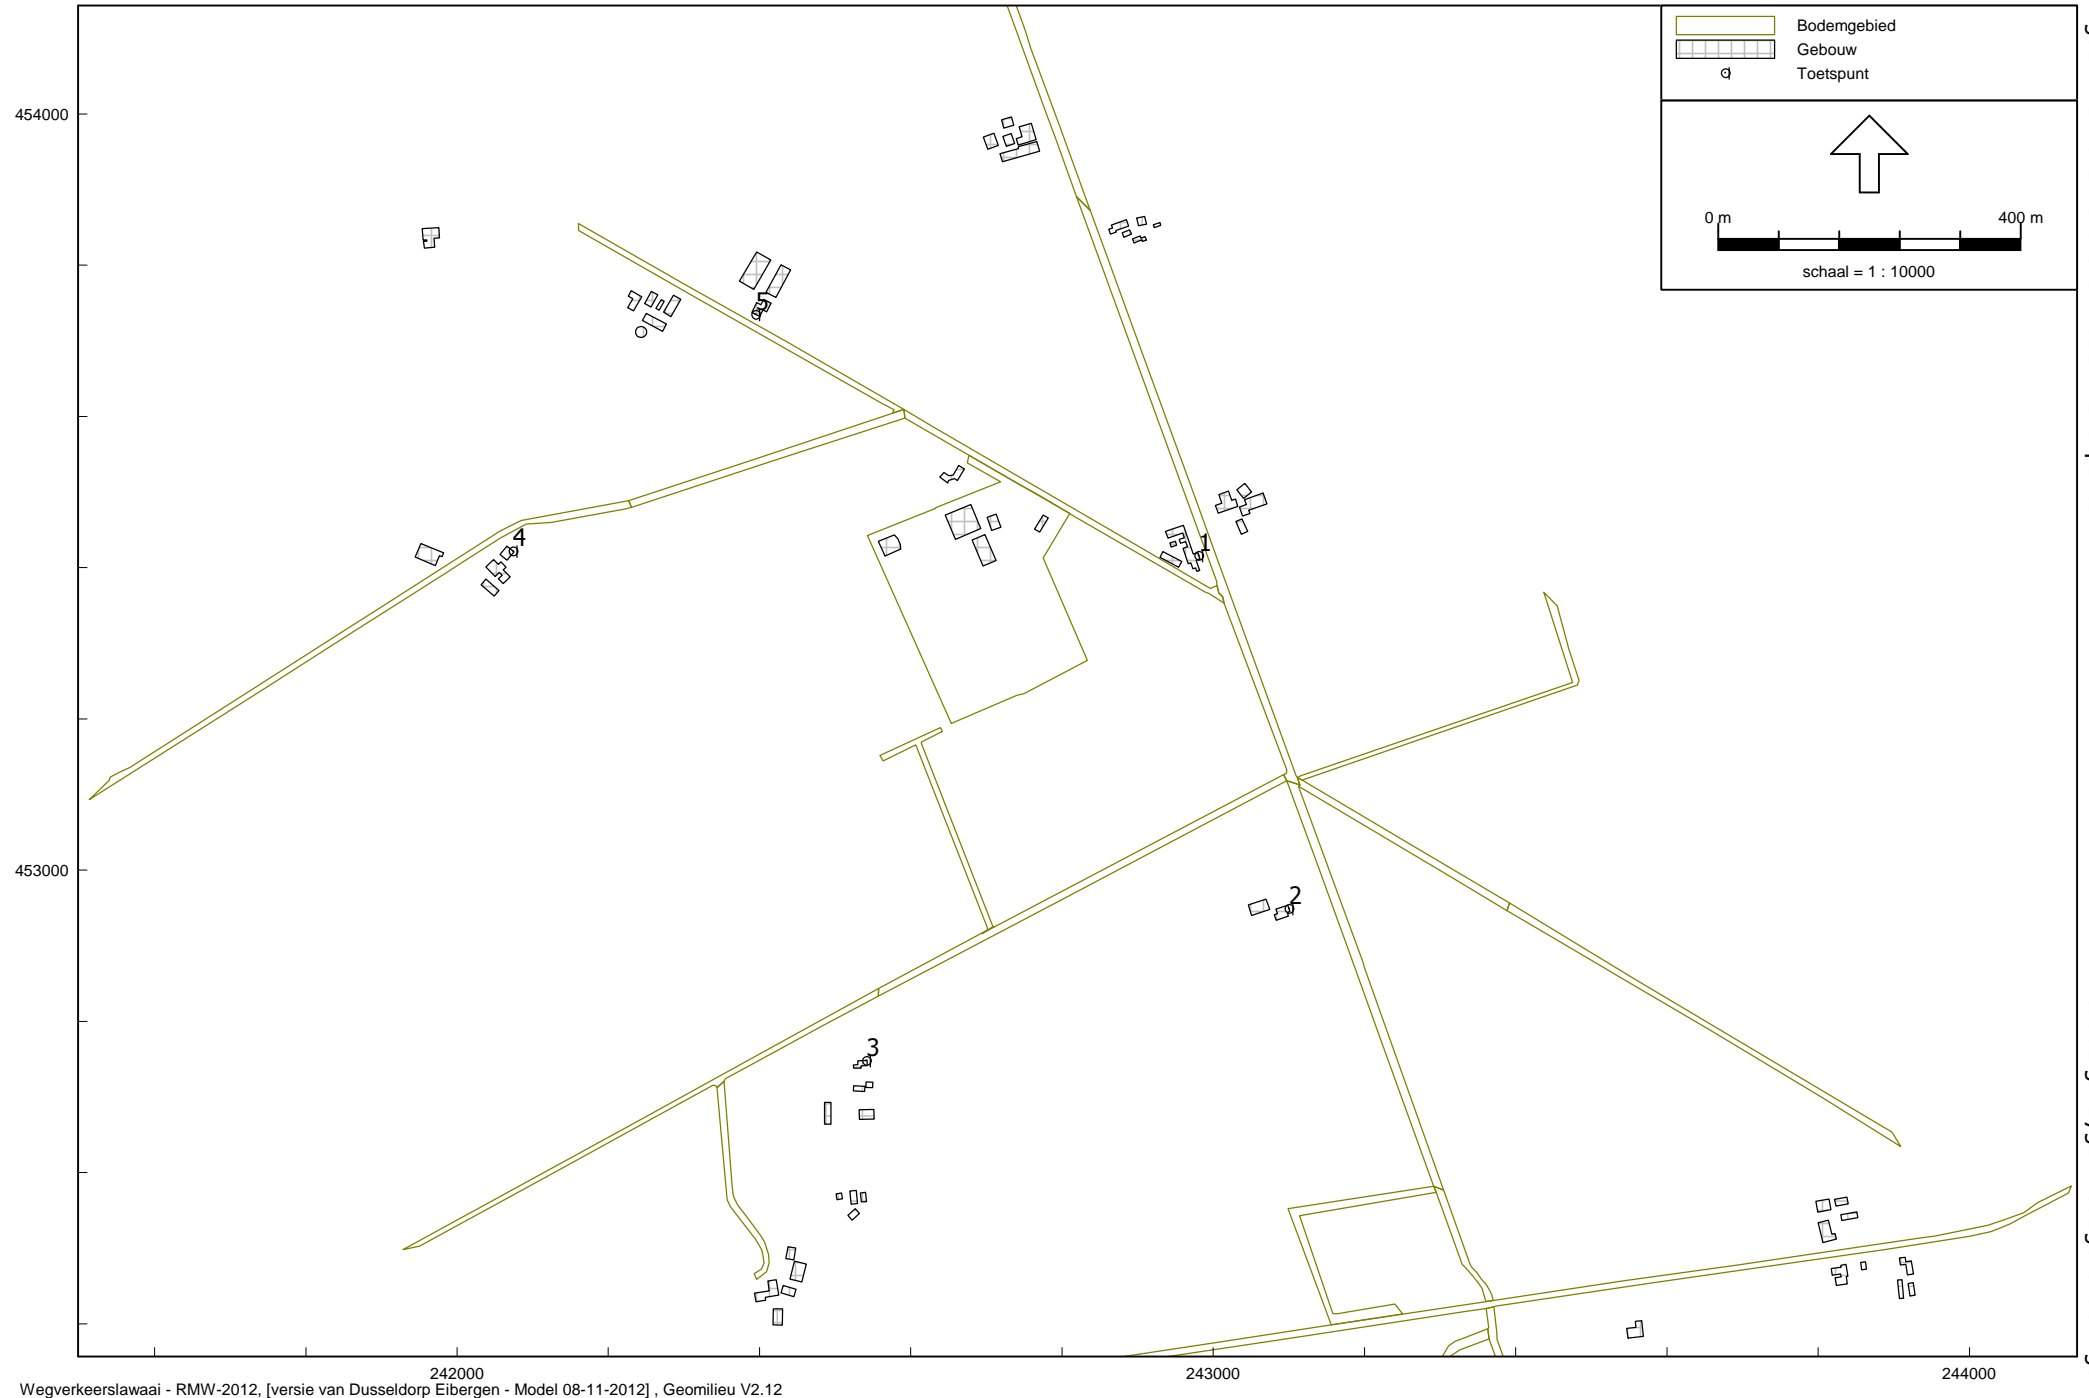 Bodemgebied
Gebouw
Toetspunt
0 m 400 m
schaal = 1 : 10000
454000
5
4
1
453000
2
3
242000 243000 244000
Wegverkeerslawaai - RMW-2012, [versie van Dusseldorp Eibergen - Model 08-11-2012] , Geomilieu V2.12